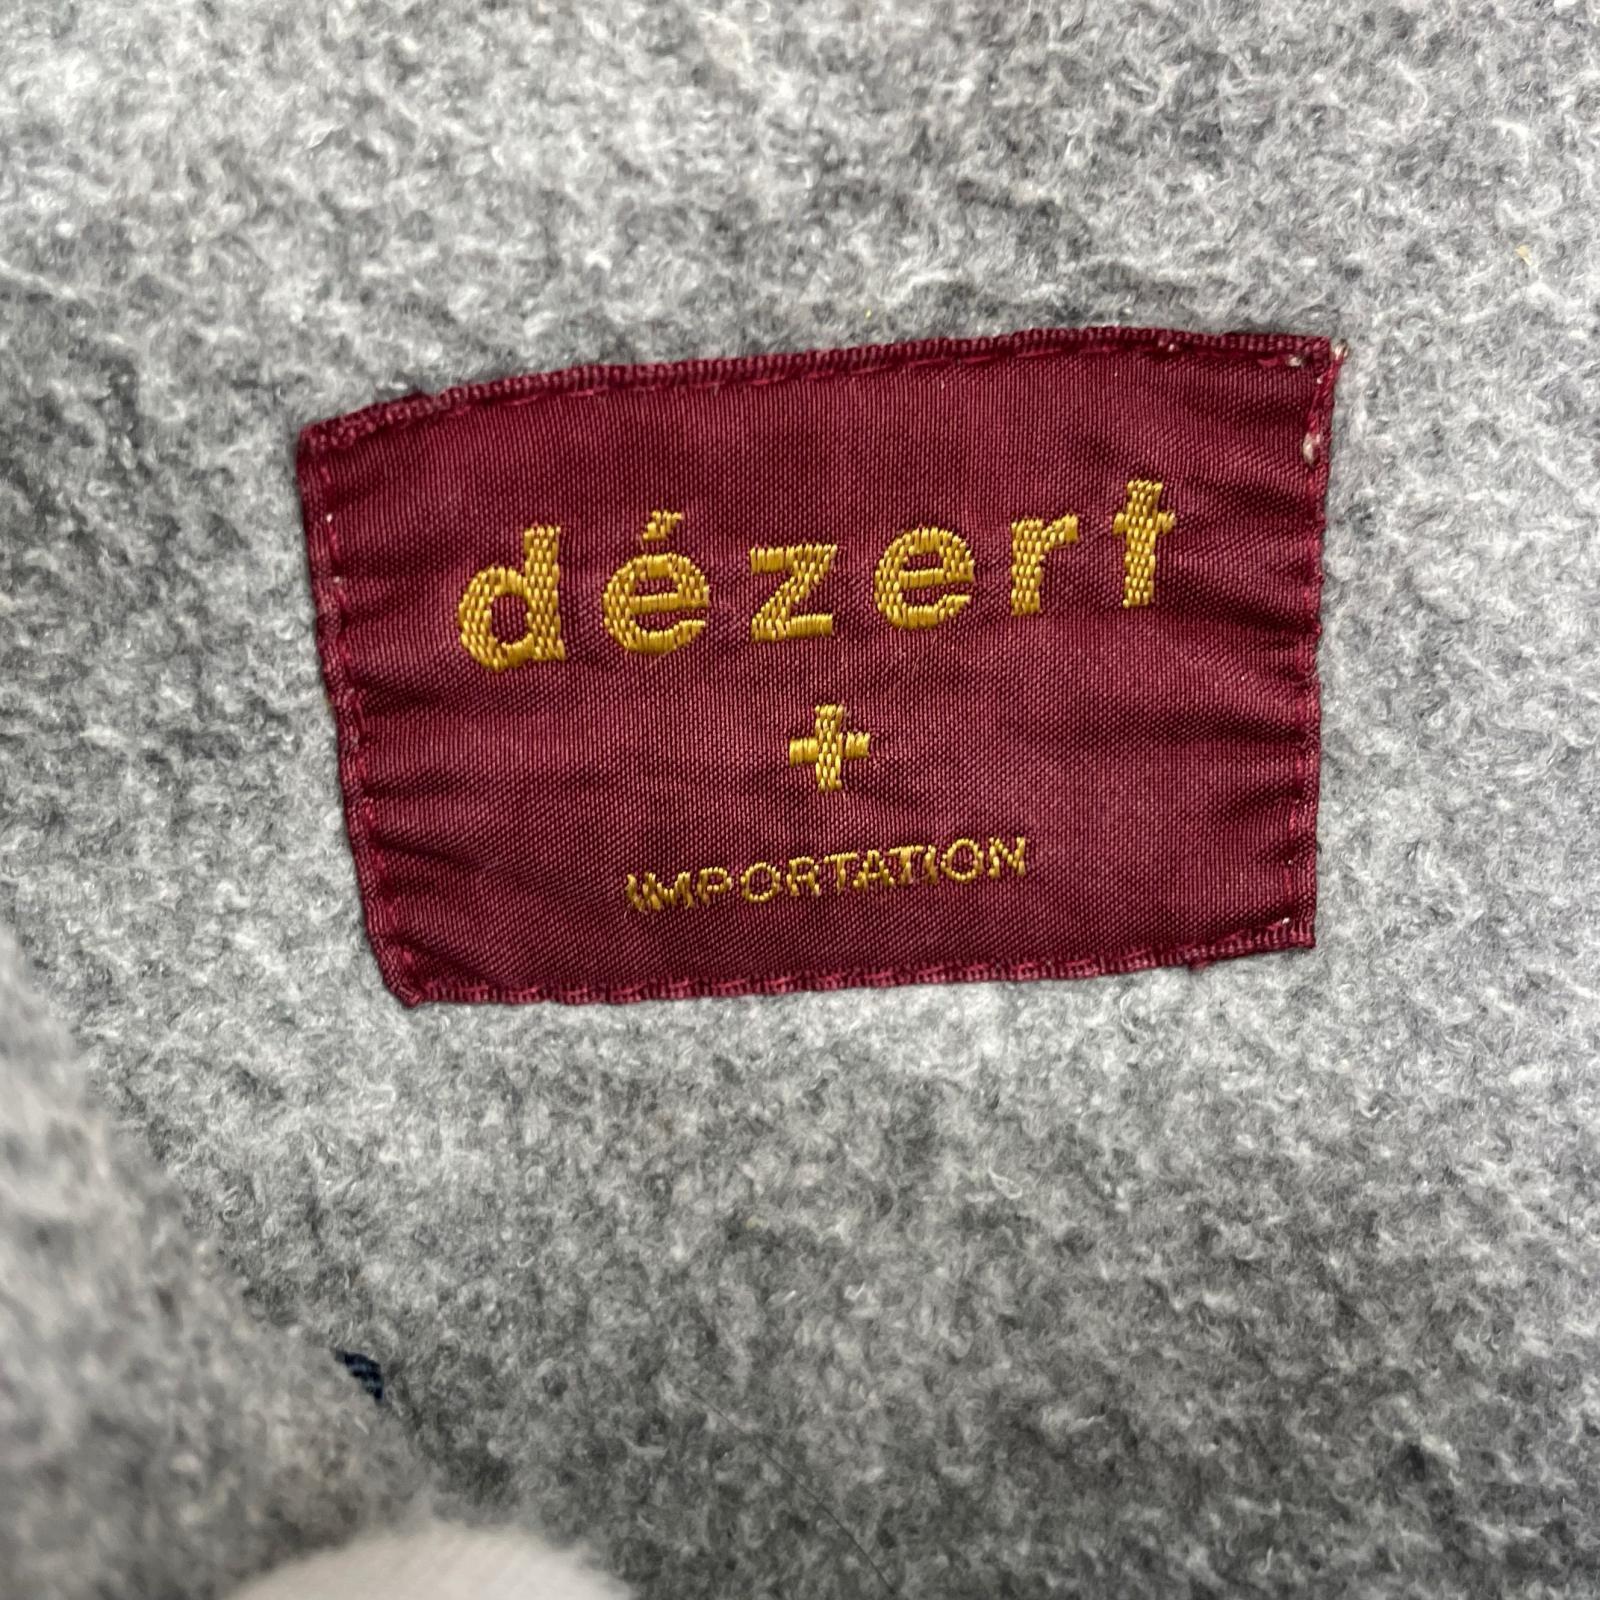 dézert
+
IMPORTATION